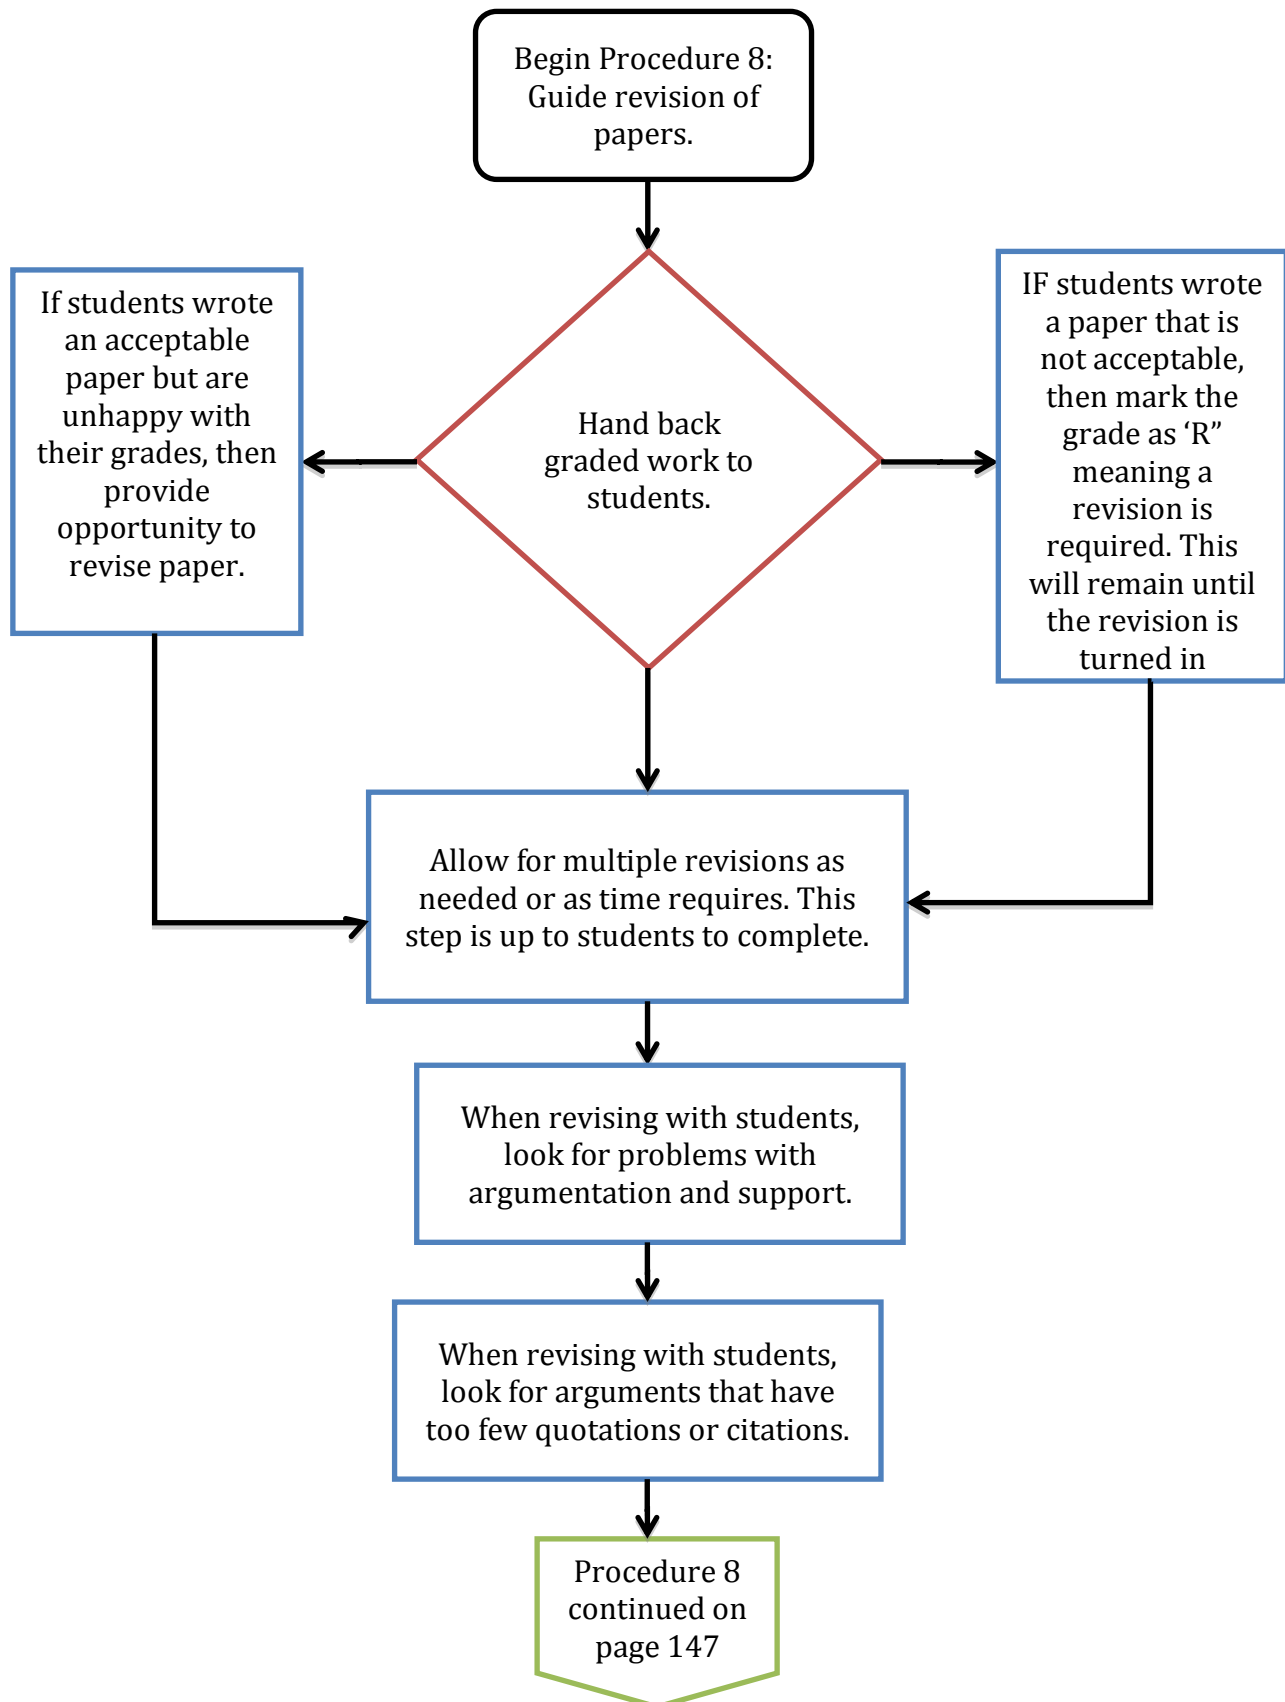 Begin Procedure 8:
Guide revision of
papers.
If students wrote
an acceptable
paper but are
unhappy with
their grades, then
provide
opportunity to
revise paper.
Hand back
graded work to
students.
IF students wrote
a paper that is
not acceptable,
then mark the
grade as ‘R”
meaning a
revision is
required. This
will remain until
the revision is
turned in
Allow for multiple revisions as
needed or as time requires. This
step is up to students to complete.
When revising with students,
look for problems with
argumentation and support.
When revising with students,
look for arguments that have
too few quotations or citations.
Procedure 8
continued on
page 147